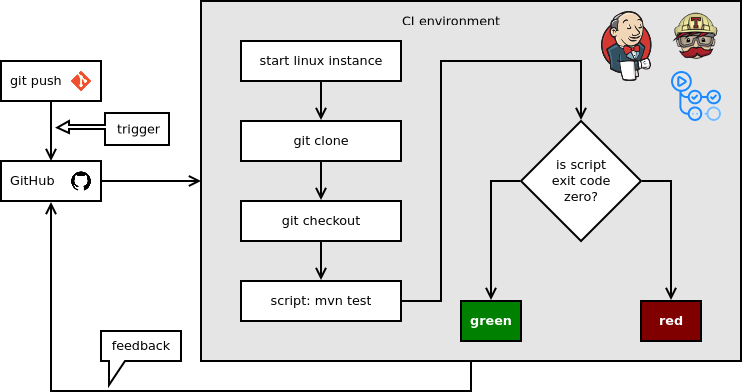 CI environment
git push
trigger
GitHub
start linux instance
git clone
git checkout
script: mvn test
is script
exit code
zero?
green
red
feedback
T